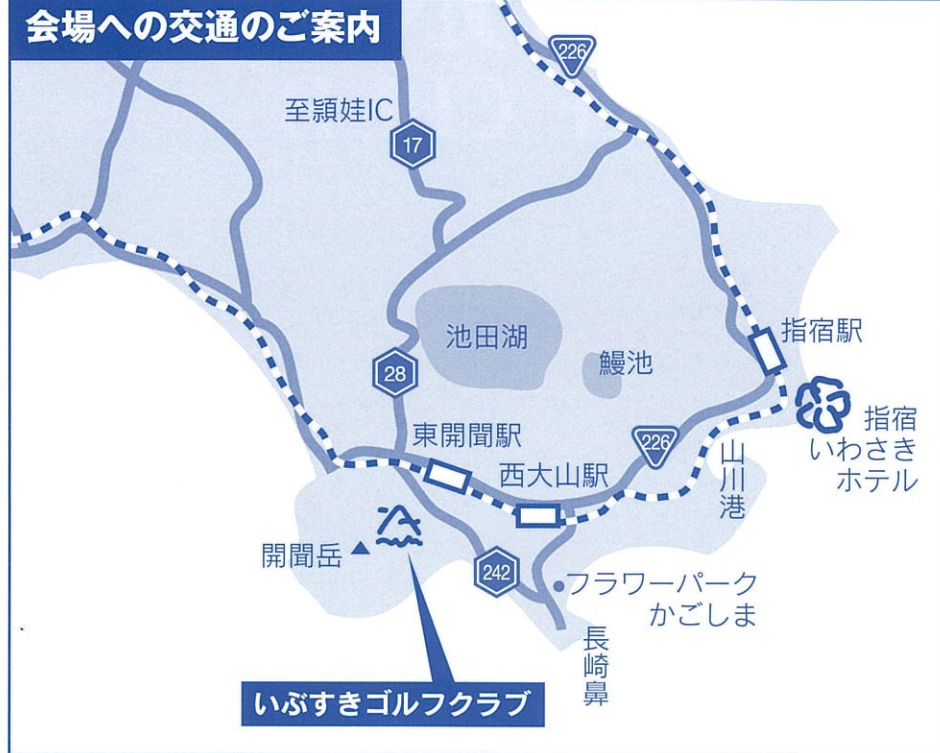 会場への交通のご案内
226
至頴娃IC
17
池田湖
鰻池
指宿駅
28
東開聞駅
西大山駅
226
山川港
指宿
いわさき
ホテル
開聞岳
242
フラワーパーク
かごしま
長崎鼻
いぶすきゴルフクラブ